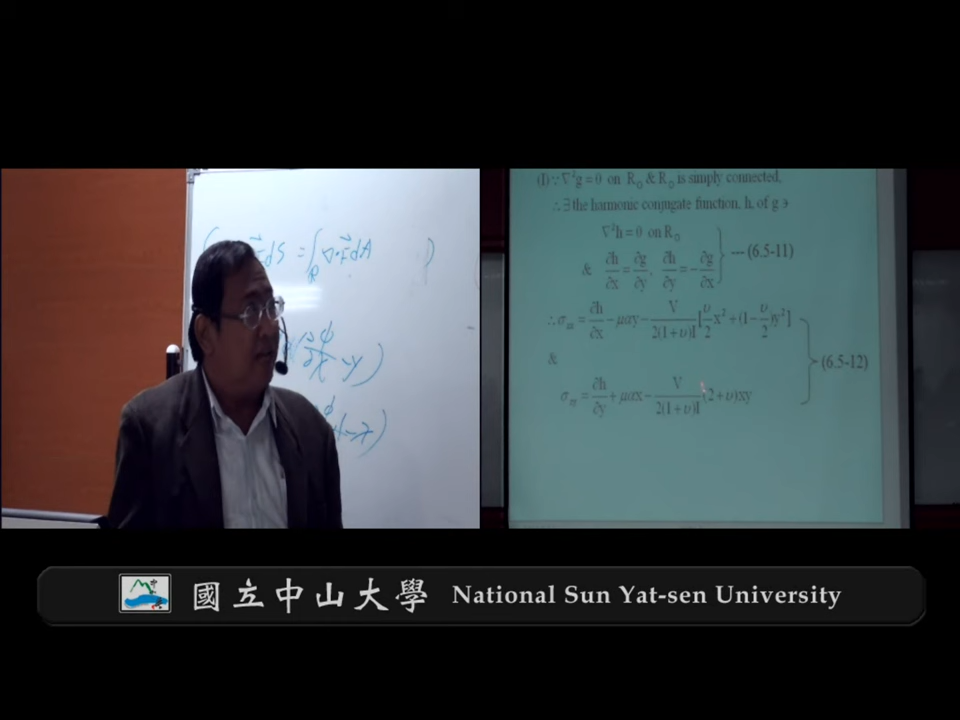 ( F dS = ∫_R ∇·F dA )
∂ψ/∂x -y )
-x )
(I) ∵ ∇²g = 0 on R₀ & R₀ is simply connected,
∴ ∃ the harmonic conjugate function, h, of g ∋
∇²h = 0 on R₀
& ∂h/∂x = ∂g/∂y, ∂h/∂y = -∂g/∂x --- (6.5-11)
∴ σ = ∂h/∂x - μαy - V/2(1+υ)I [υ/2 x² + (1-υ/2)y²]
&
σ = ∂h/∂y + μαx - V/2(1+υ)I (2+υ)xy
(6.5-12)
國立中山大學 National Sun Yat-sen University